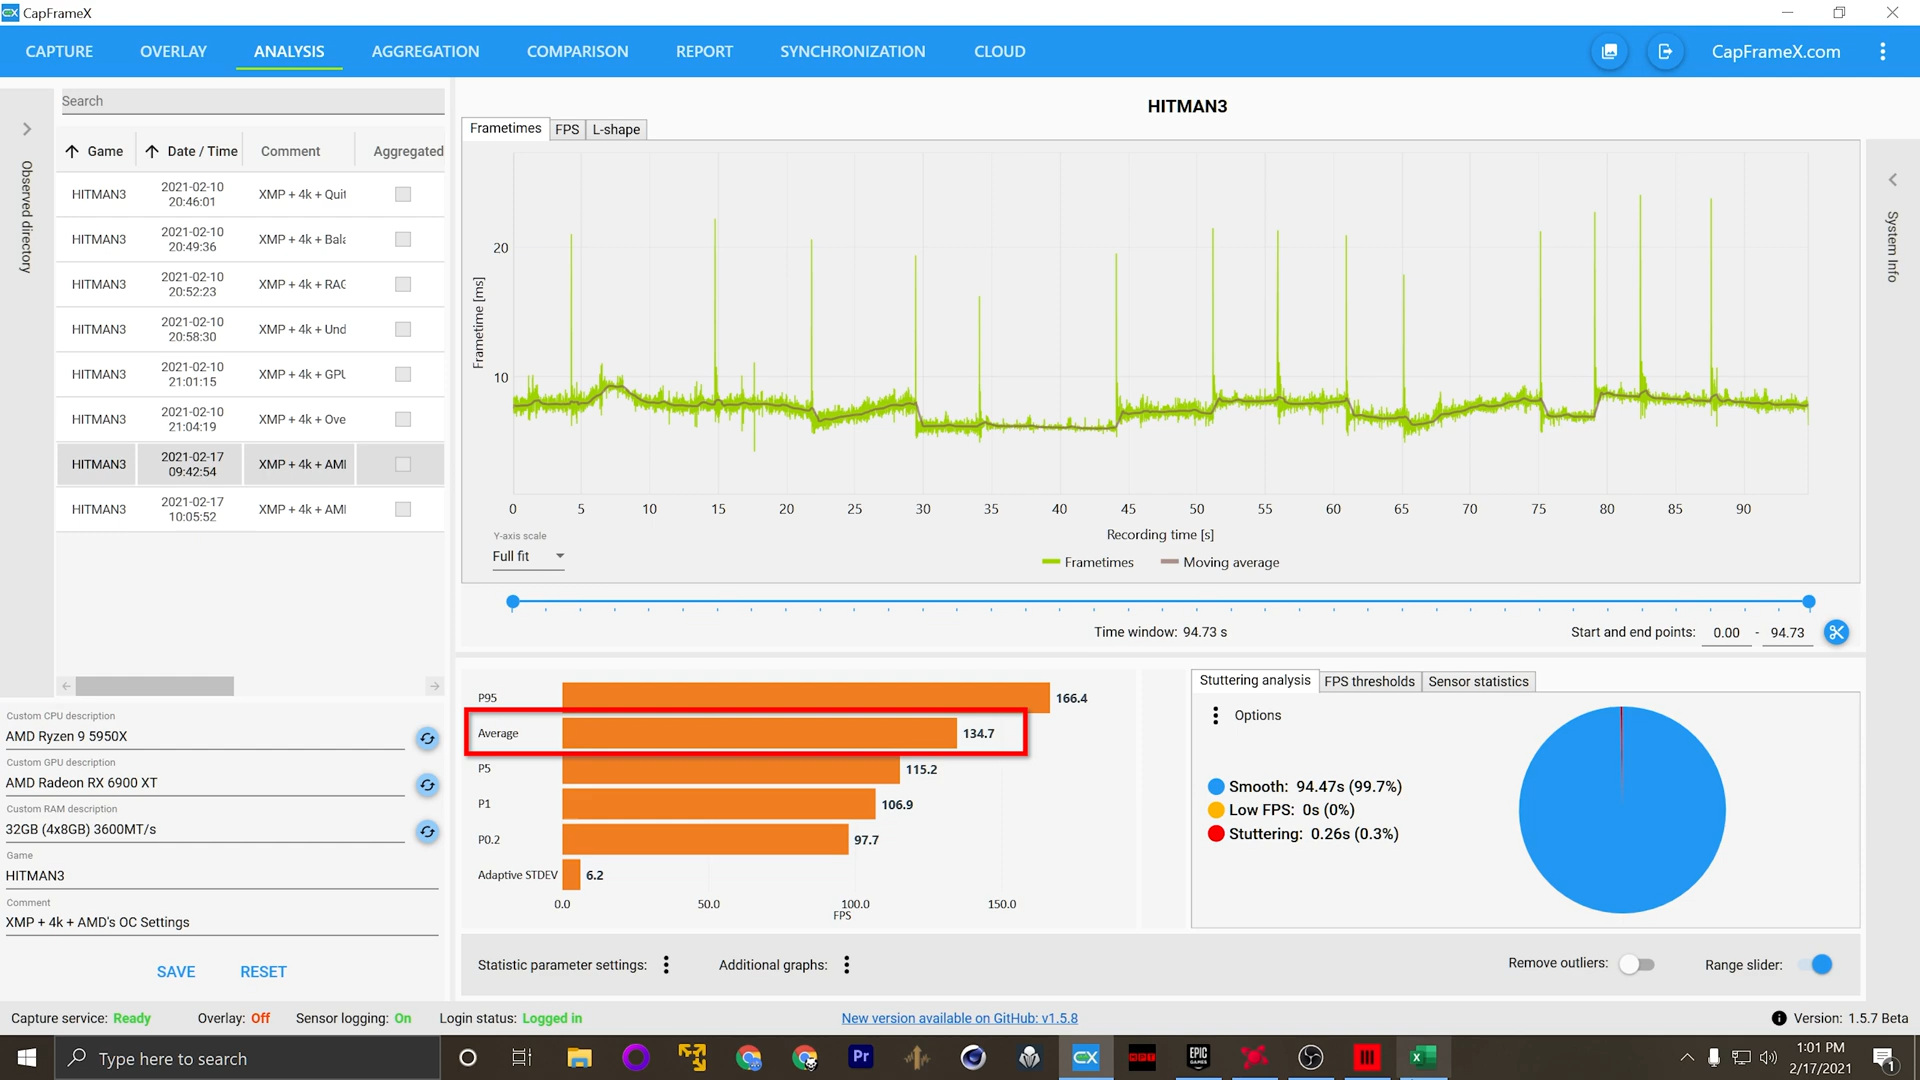 CapFrameX
CAPTURE OVERLAY ANALYSIS AGGREGATION COMPARISON REPORT SYNCHRONIZATION CLOUD CapFrameX.com
Search
Observed directory
Game Date / Time Comment Aggregated
HITMAN3 2021-02-10 20:46:01 XMP + 4k + Quit
HITMAN3 2021-02-10 20:49:36 XMP + 4k + Bala
HITMAN3 2021-02-10 20:52:23 XMP + 4k + RAG
HITMAN3 2021-02-10 20:58:30 XMP + 4k + Und
HITMAN3 2021-02-10 21:01:15 XMP + 4k + GPU
HITMAN3 2021-02-10 21:04:19 XMP + 4k + Ove
HITMAN3 2021-02-17 09:42:54 XMP + 4k + AMI
HITMAN3 2021-02-17 10:05:52 XMP + 4k + AMI
Custom CPU description
AMD Ryzen 9 5950X
Custom GPU description
AMD Radeon RX 6900 XT
Custom RAM description
32GB (4x8GB) 3600MT/s
Game
HITMAN3
Comment
XMP + 4k + AMD's OC Settings
SAVE RESET
HITMAN3
Frametimes FPS L-shape
Frametime [ms]
20
10
0 5 10 15 20 25 30 35 40 45 50 55 60 65 70 75 80 85 90
Recording time [s]
Y-axis scale
Full fit
Frametimes Moving average
Time window: 94.73 s
Start and end points: 0.00 - 94.73
System Info
P95 166.4
Average 134.7
P5 115.2
P1 106.9
P0.2 97.7
Adaptive STDEV 6.2
0.0 50.0 100.0 150.0
FPS
Stuttering analysis FPS thresholds Sensor statistics
Options
Smooth: 94.47s (99.7%)
Low FPS: 0s (0%)
Stuttering: 0.26s (0.3%)
Statistic parameter settings: Additional graphs:
Remove outliers: Range slider:
Capture service: Ready Overlay: Off Sensor logging: On Login status: Logged in New version available on GitHub: v1.5.8 Version: 1.5.7 Beta
Type here to search
Pr
CX
EPIC GAMES
1:01 PM
2/17/2021
1